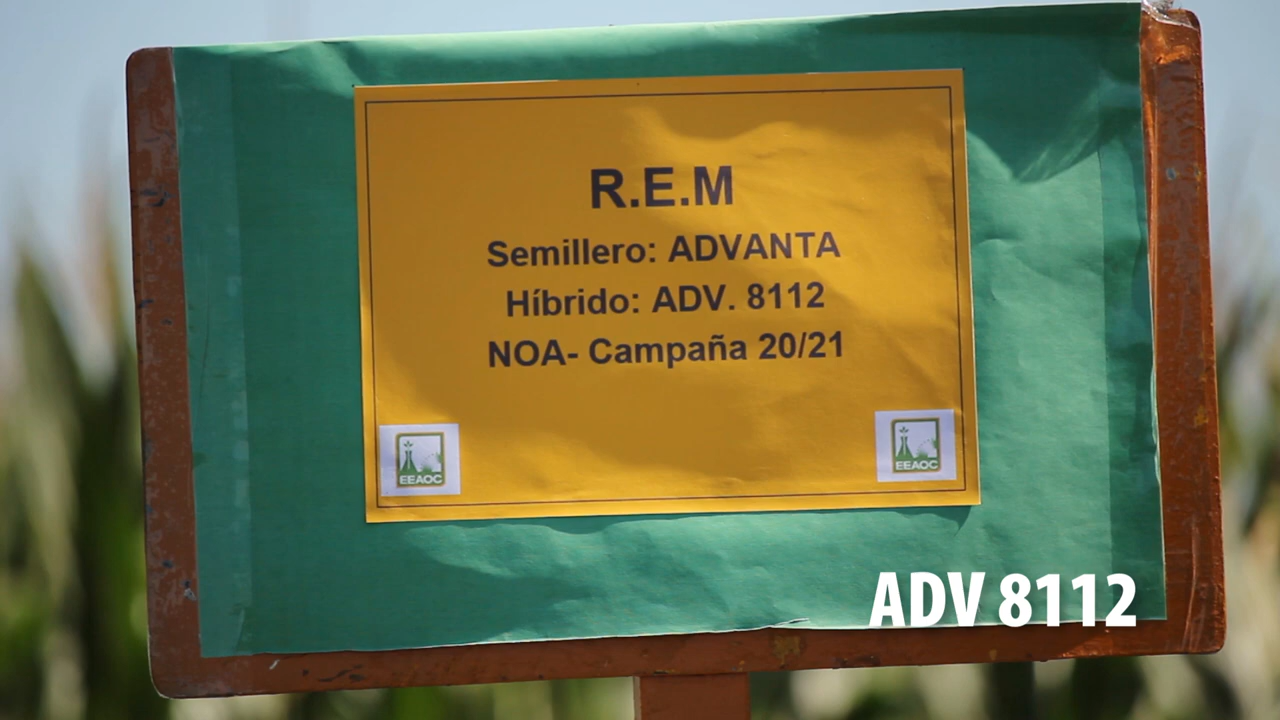 R.E.M
Semillero: ADVANTA
Híbrido: ADV. 8112
NOA- Campaña 20/21
EEAOC
EEAOC
ADV 8112